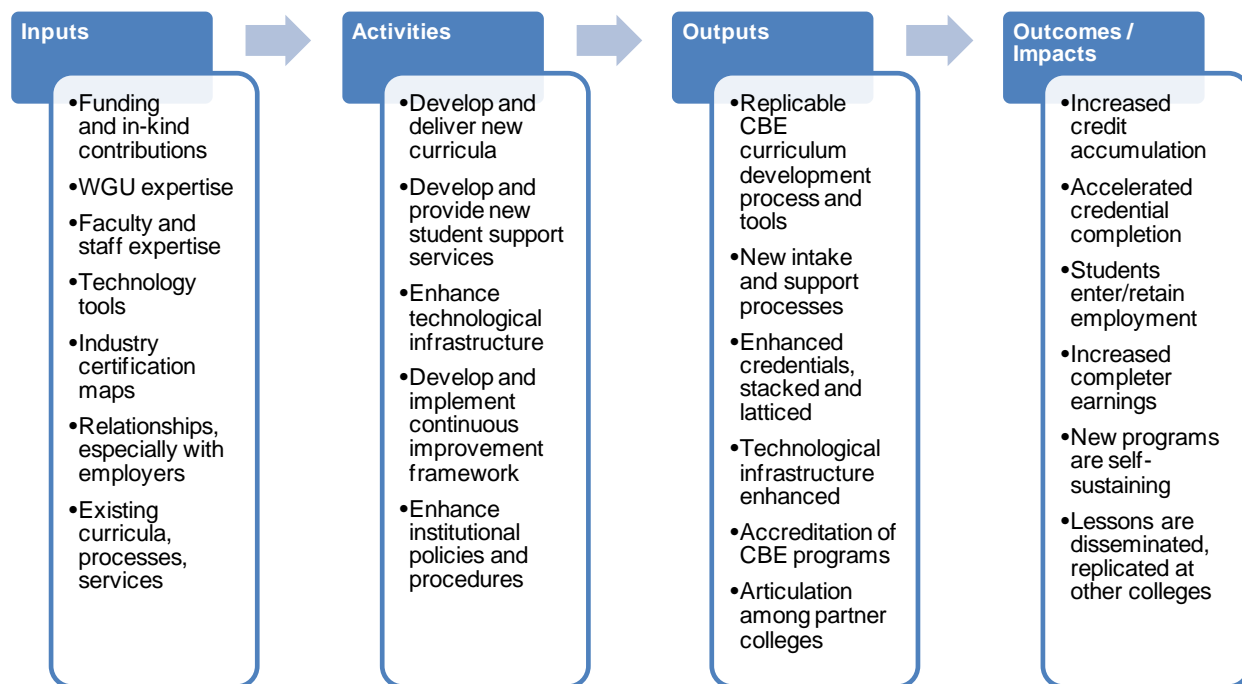 Inputs
•Funding
and in-kind
contributions
•WGU expertise
•Faculty and
staff expertise
•Technology
tools
•Industry
certification
maps
•Relationships,
especially with
employers
•Existing
curricula,
processes,
services
Activities
•Develop and
deliver new
curricula
•Develop and
provide new
student support
services
•Enhance
technological
infrastructure
•Develop and
implement
continuous
improvement
framework
•Enhance
institutional
policies and
procedures
Outputs
•Replicable
CBE
curriculum
development
process and
tools
•New intake
and support
processes
•Enhanced
credentials,
stacked and
latticed
•Technological
infrastructure
enhanced
•Accreditation of
CBE programs
•Articulation
among partner
colleges
Outcomes /
Impacts
•Increased
credit
accumulation
•Accelerated
credential
completion
•Students
enter/retain
employment
•Increased
completer
earnings
•New programs
are self-
sustaining
•Lessons are
disseminated,
replicated at
other colleges